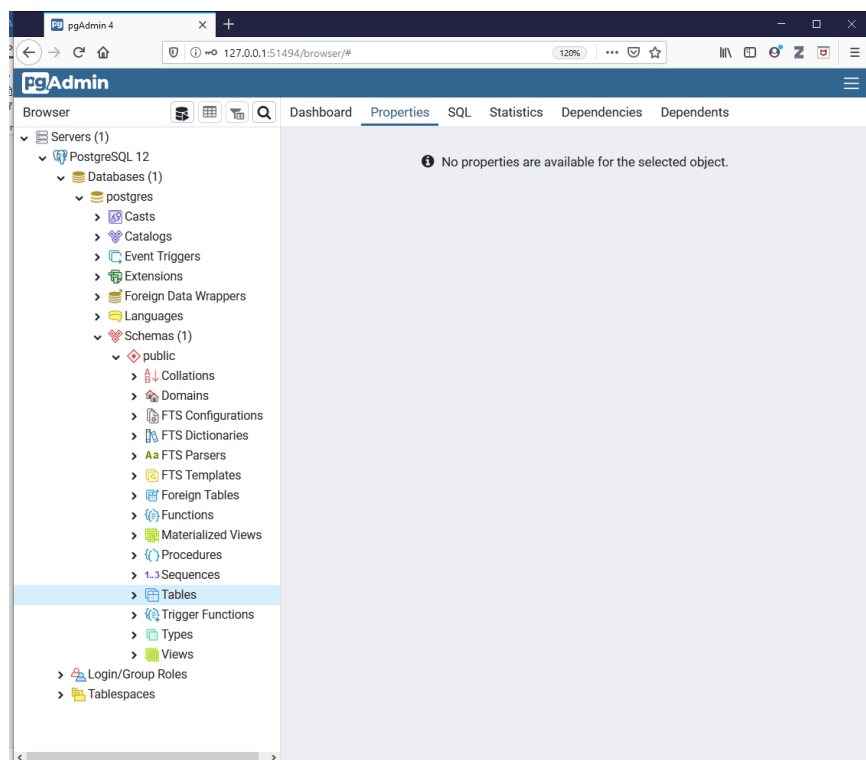 pgAdmin 4
127.0.0.1:51494/browser/#
120%
pgAdmin
Browser
Dashboard Properties SQL Statistics Dependencies Dependents
Servers (1)
PostgreSQL 12
Databases (1)
postgres
Casts
Catalogs
Event Triggers
Extensions
Foreign Data Wrappers
Languages
Schemas (1)
public
Collations
Domains
FTS Configurations
FTS Dictionaries
Aa FTS Parsers
FTS Templates
Foreign Tables
Functions
Materialized Views
Procedures
1..3 Sequences
Tables
Trigger Functions
Types
Views
Login/Group Roles
Tablespaces
No properties are available for the selected object.